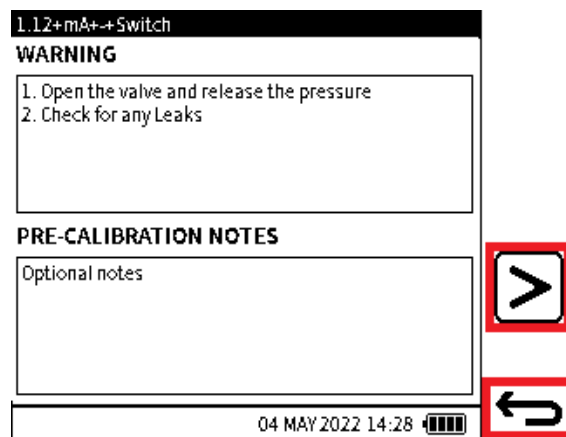 1.12+mA+-+Switch
WARNING
1. Open the valve and release the pressure
2. Check for any Leaks
PRE-CALIBRATION NOTES
Optional notes
04 MAY 2022 14:28